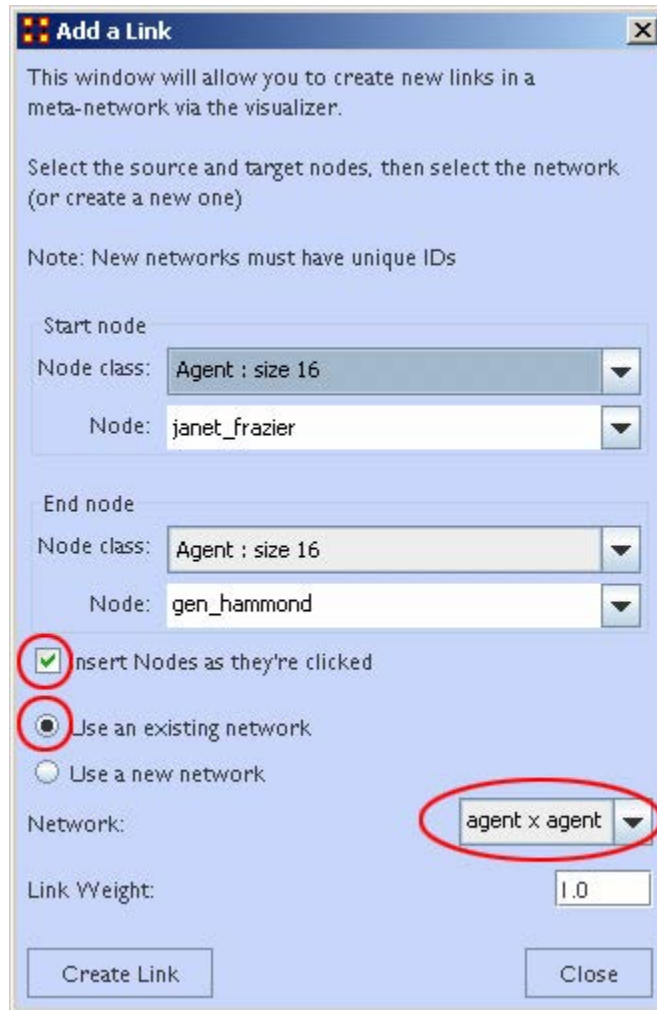 Add a Link
This window will allow you to create new links in a
meta-network via the visualizer.
Select the source and target nodes, then select the network
(or create a new one)
Note: New networks must have unique IDs
Start node
Node class: Agent : size 16
Node: janet_frazier
End node
Node class: Agent : size 16
Node: gen_hammond
Insert Nodes as they're clicked
Use an existing network
Use a new network
Network: agent x agent
Link Weight: 1.0
Create Link Close